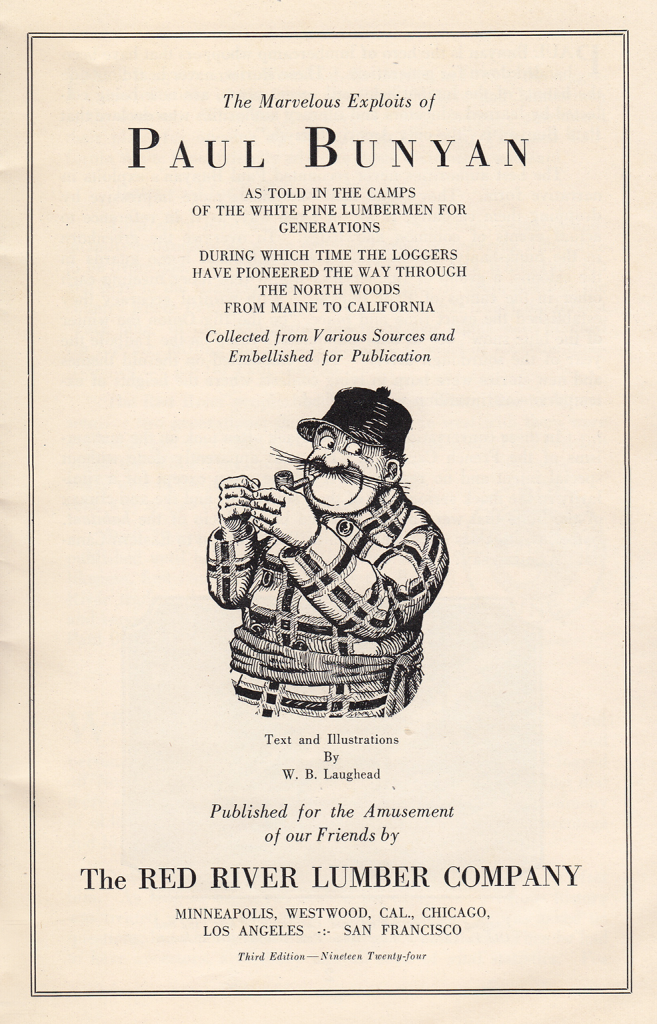 The Marvelous Exploits of
PAUL BUNYAN
AS TOLD IN THE CAMPS
OF THE WHITE PINE LUMBERMEN FOR
GENERATIONS
DURING WHICH TIME THE LOGGERS
HAVE PIONEERED THE WAY THROUGH
THE NORTH WOODS
FROM MAINE TO CALIFORNIA
Collected from Various Sources and
Embellished for Publication
Text and Illustrations
By
W. B. Laughead
Published for the Amusement
of our Friends by
The RED RIVER LUMBER COMPANY
MINNEAPOLIS, WESTWOOD, CAL., CHICAGO,
LOS ANGELES -:- SAN FRANCISCO
Third Edition—Nineteen Twenty-four